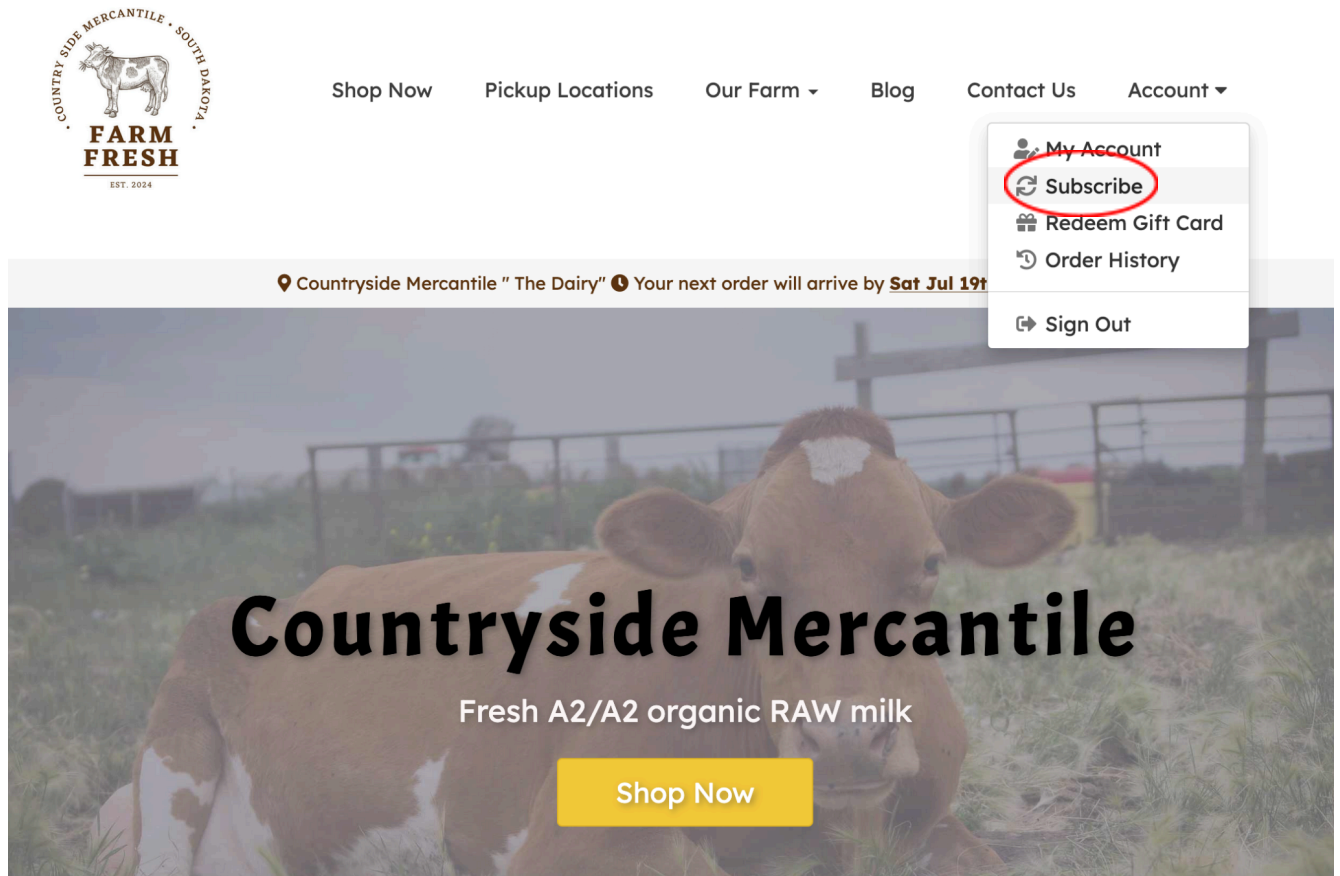 COUNTRY SIDE MERCANTILE · SOUTH DAKOTA ·
FARM
FRESH
EST. 2024
Shop Now Pickup Locations Our Farm Blog Contact Us Account
My Account
Subscribe
Redeem Gift Card
Order History
Sign Out
Countryside Mercantile " The Dairy" Your next order will arrive by Sat Jul 19t
Countryside Mercantile
Fresh A2/A2 organic RAW milk
Shop Now